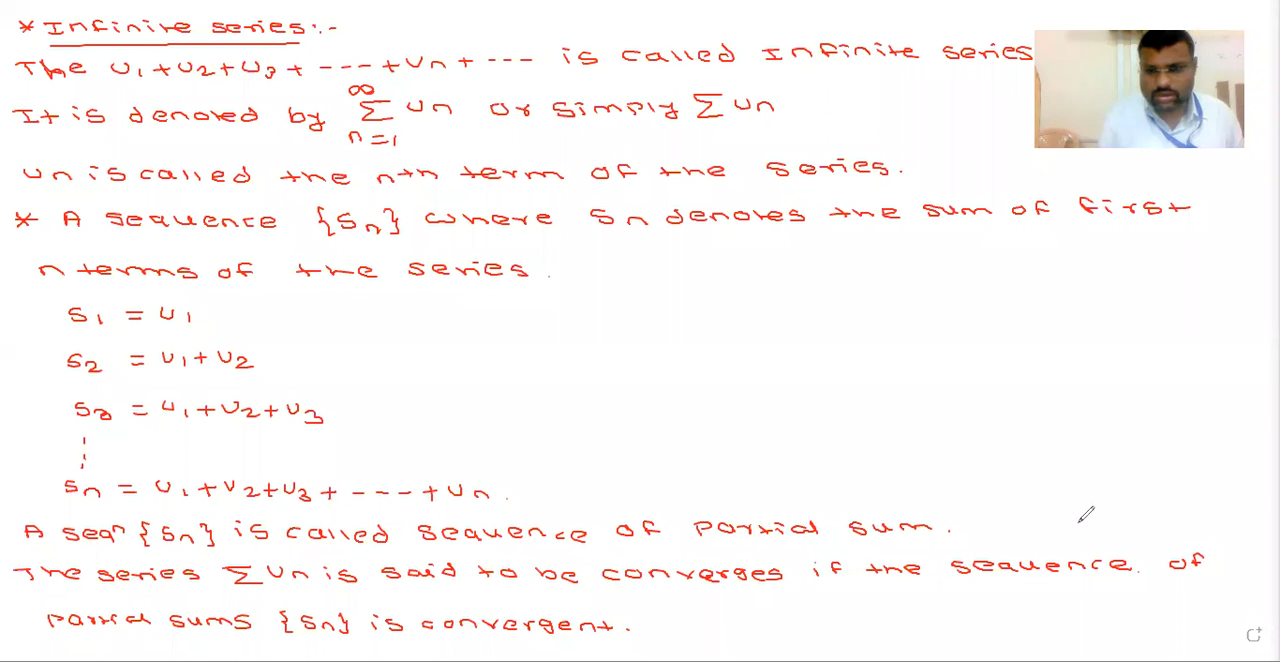 * Infinite series:-
The u1+u2+u3+----+un+--- is called Infinite series
It is denoted by ∞∑n=1 un or simply ∑un
un is called the nth term of the series.
* A sequence {Sn} where Sn denotes the sum of first
n terms of the series.
S1 = u1
S2 = u1+u2
S3 = u1+u2+u3
Sn = u1+u2+u3+----+un.
A seqn {Sn} is called sequence of partial sum.
The series ∑un is said to be converges if the sequence. of
partial sums {Sn} is convergent.